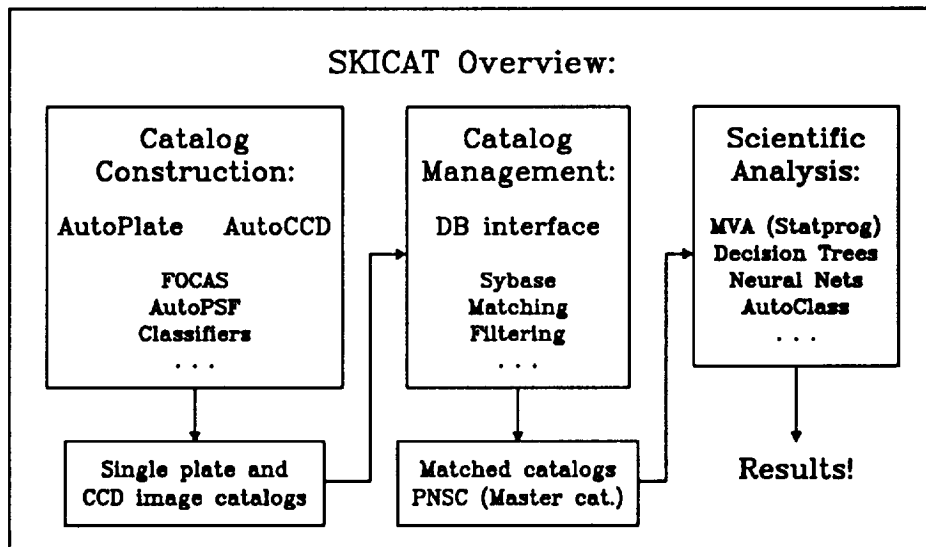 SKICAT Overview:
Catalog
Construction:
AutoPlate AutoCCD
FOCAS
AutoPSF
Classifiers
. . .
Single plate and
CCD image catalogs
Catalog
Management:
DB interface
Sybase
Matching
Filtering
. . .
Matched catalogs
PNSC (Master cat.)
Scientific
Analysis:
MVA (Statprog)
Decision Trees
Neural Nets
AutoClass
. . .
Results!